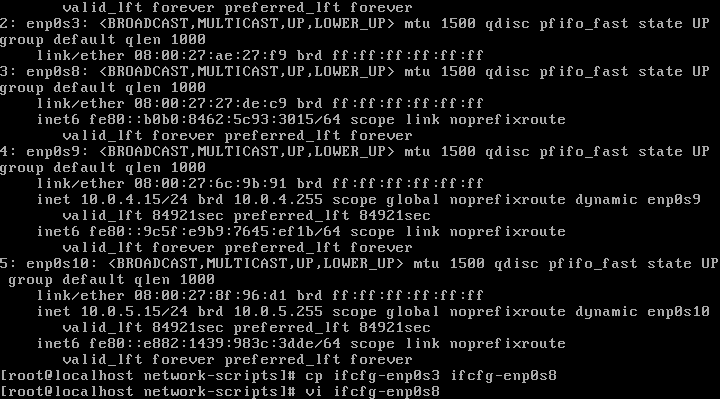 valid_lft forever preferred_lft forever
2: enp0s3: <BROADCAST,MULTICAST,UP,LOWER_UP> mtu 1500 qdisc pfifo_fast state UP
group default qlen 1000
link/ether 08:00:27:ae:27:f9 brd ff:ff:ff:ff:ff:ff
3: enp0s8: <BROADCAST,MULTICAST,UP,LOWER_UP> mtu 1500 qdisc pfifo_fast state UP
group default qlen 1000
link/ether 08:00:27:27:de:c9 brd ff:ff:ff:ff:ff:ff
inet6 fe80::b0b0:8462:5c93:3015/64 scope link noprefixroute
valid_lft forever preferred_lft forever
4: enp0s9: <BROADCAST,MULTICAST,UP,LOWER_UP> mtu 1500 qdisc pfifo_fast state UP
group default qlen 1000
link/ether 08:00:27:6c:9b:91 brd ff:ff:ff:ff:ff:ff
inet 10.0.4.15/24 brd 10.0.4.255 scope global noprefixroute dynamic enp0s9
valid_lft 84921sec preferred_lft 84921sec
inet6 fe80::9c5f:e9b9:7645:ef1b/64 scope link noprefixroute
valid_lft forever preferred_lft forever
5: enp0s10: <BROADCAST,MULTICAST,UP,LOWER_UP> mtu 1500 qdisc pfifo_fast state UP
group default qlen 1000
link/ether 08:00:27:8f:96:d1 brd ff:ff:ff:ff:ff:ff
inet 10.0.5.15/24 brd 10.0.5.255 scope global noprefixroute dynamic enp0s10
valid_lft 84921sec preferred_lft 84921sec
inet6 fe80::e882:1439:983c:3dde/64 scope link noprefixroute
valid_lft forever preferred_lft forever
[root@localhost network-scripts]# cp ifcfg-enp0s3 ifcfg-enp0s8
[root@localhost network-scripts]# vi ifcfg-enp0s8